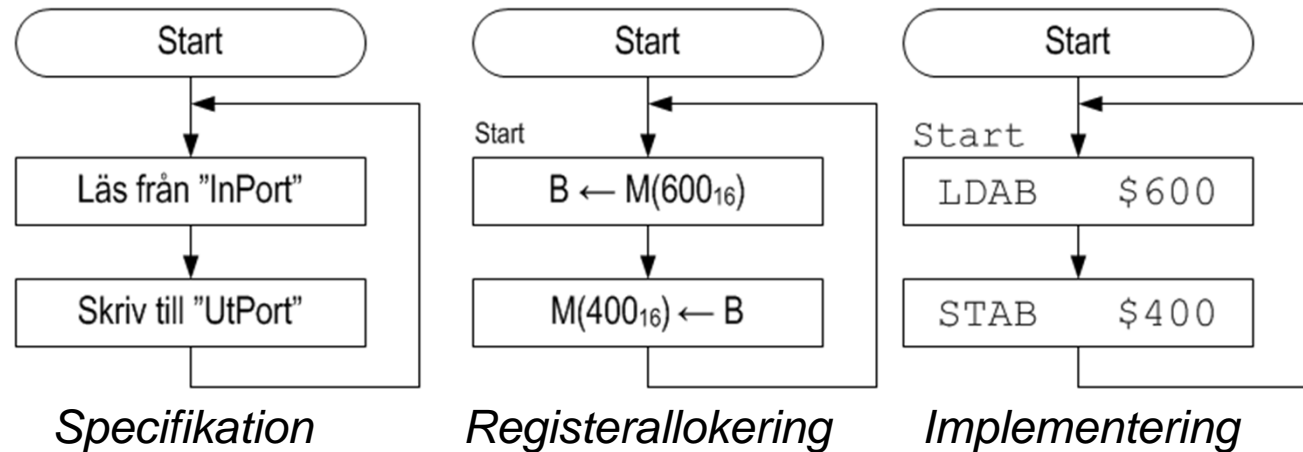 Start
Läs från ”InPort”
Skriv till ”UtPort”
Specifikation
Start
Start
B ← M(600₁₆)
M(400₁₆) ← B
Registerallokering
Start
Start
LDAB $600
STAB $400
Implementering